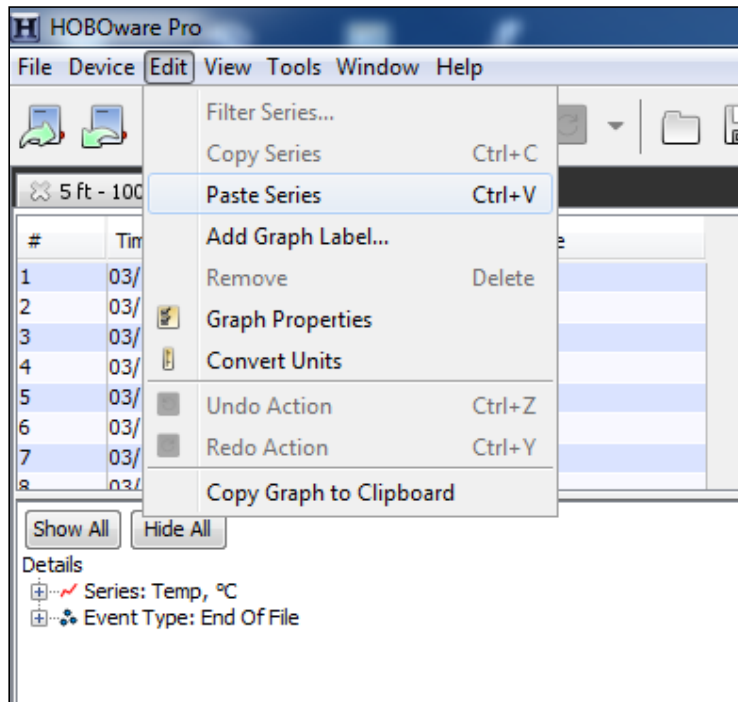 H HOBOware Pro
File Device Edit View Tools Window Help
Filter Series...
Copy Series Ctrl+C
5 ft - 100 Paste Series Ctrl+V
# Tim Add Graph Label... e
1 03/ Remove Delete
2 03/
3 03/ Graph Properties
4 03/ Convert Units
5 03/ Undo Action Ctrl+Z
6 03/
7 03/ Redo Action Ctrl+Y
8 03/ Copy Graph to Clipboard
Show All Hide All
Details
Series: Temp, °C
Event Type: End Of File